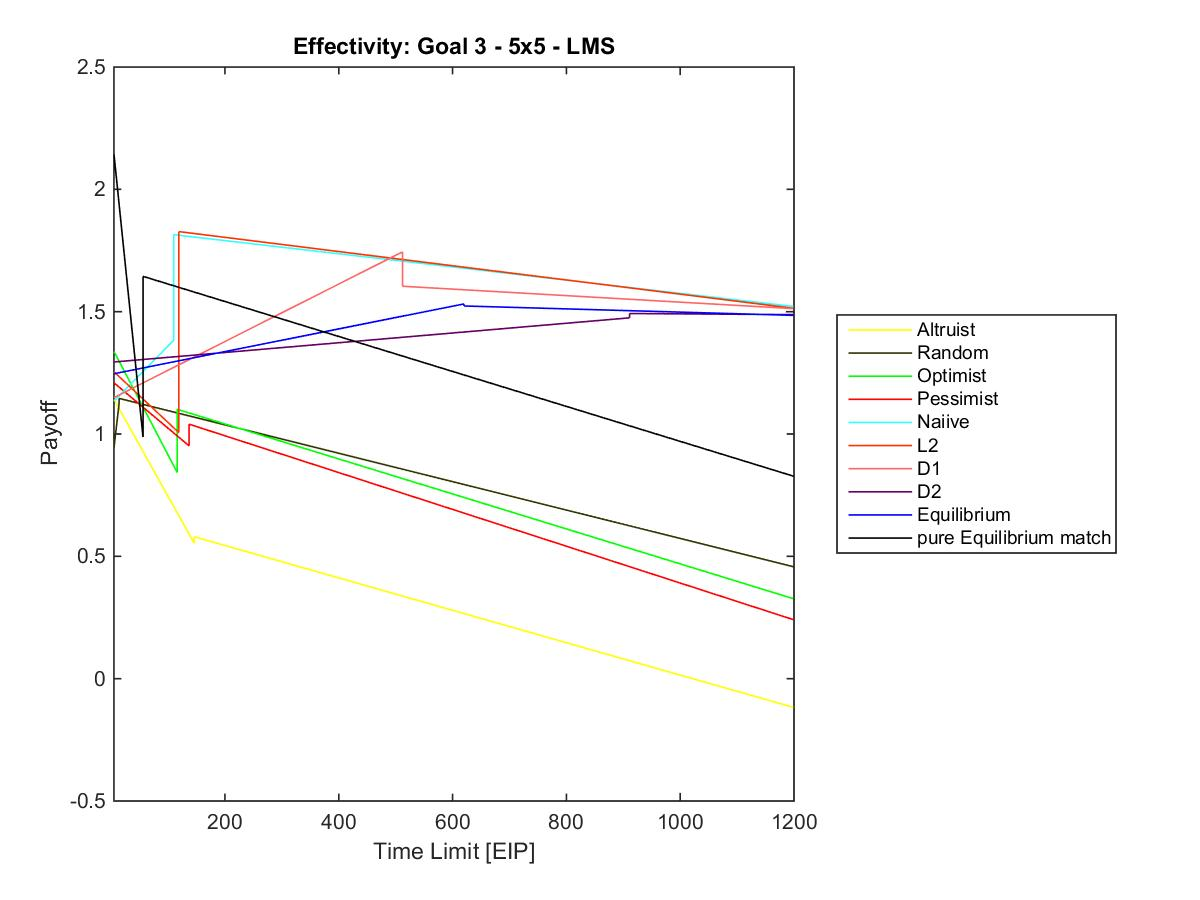 Effectivity: Goal 3 - 5x5 - LMS
2.5
2
1.5
1
0.5
0
-0.5
Payoff
200 400 600 800 1000 1200
Time Limit [EIP]
Altruist
Random
Optimist
Pessimist
Naiive
L2
D1
D2
Equilibrium
pure Equilibrium match